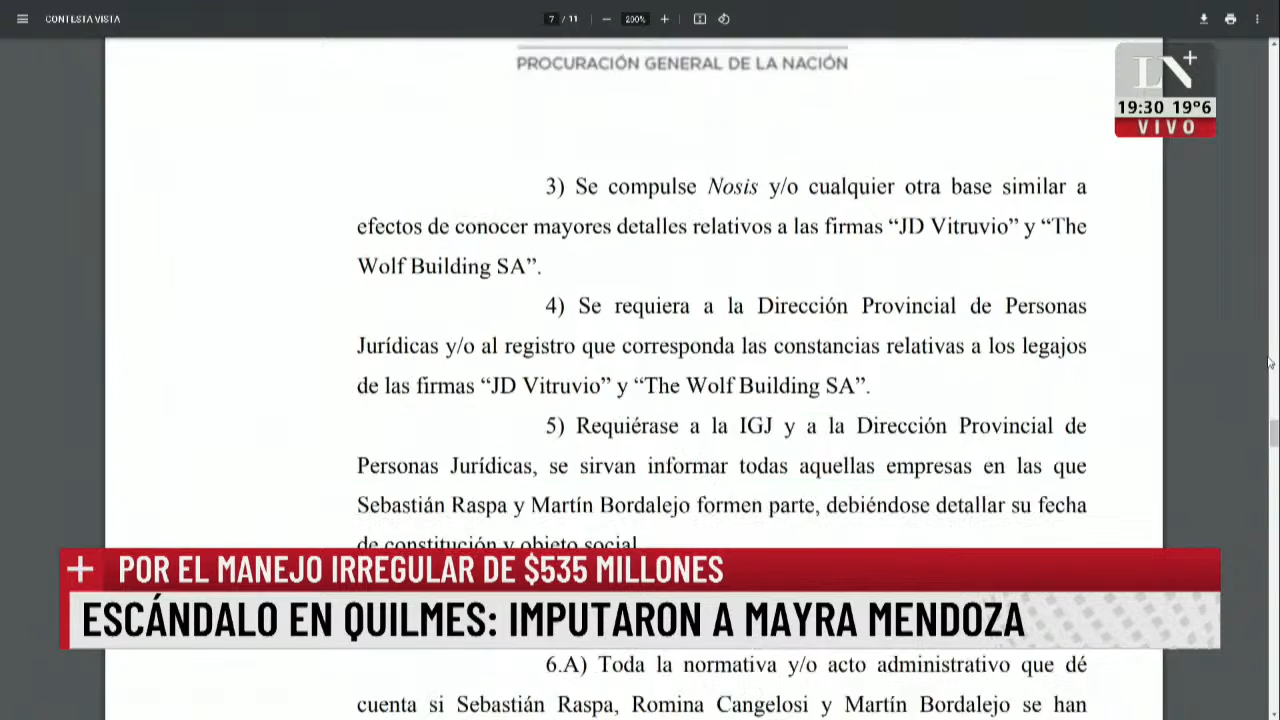 CONTESTA VISTA
7 / 11
200%
PROCURACIÓN GENERAL DE LA NACIÓN
LN+
19:30 19º6
VIVO
3) Se compulse Nosis y/o cualquier otra base similar a
efectos de conocer mayores detalles relativos a las firmas “JD Vitruvio” y “The
Wolf Building SA”.
4) Se requiera a la Dirección Provincial de Personas
Jurídicas y/o al registro que corresponda las constancias relativas a los legajos
de las firmas “JD Vitruvio” y “The Wolf Building SA”.
5) Requiérase a la IGJ y a la Dirección Provincial de
Personas Jurídicas, se sirvan informar todas aquellas empresas en las que
Sebastián Raspa y Martín Bordalejo formen parte, debiéndose detallar su fecha
de constitución y objeto social.
+ POR EL MANEJO IRREGULAR DE $535 MILLONES
ESCÁNDALO EN QUILMES: IMPUTARON A MAYRA MENDOZA
6.A) Toda la normativa y/o acto administrativo que dé
cuenta si Sebastián Raspa, Romina Cangelosi y Martín Bordalejo se han